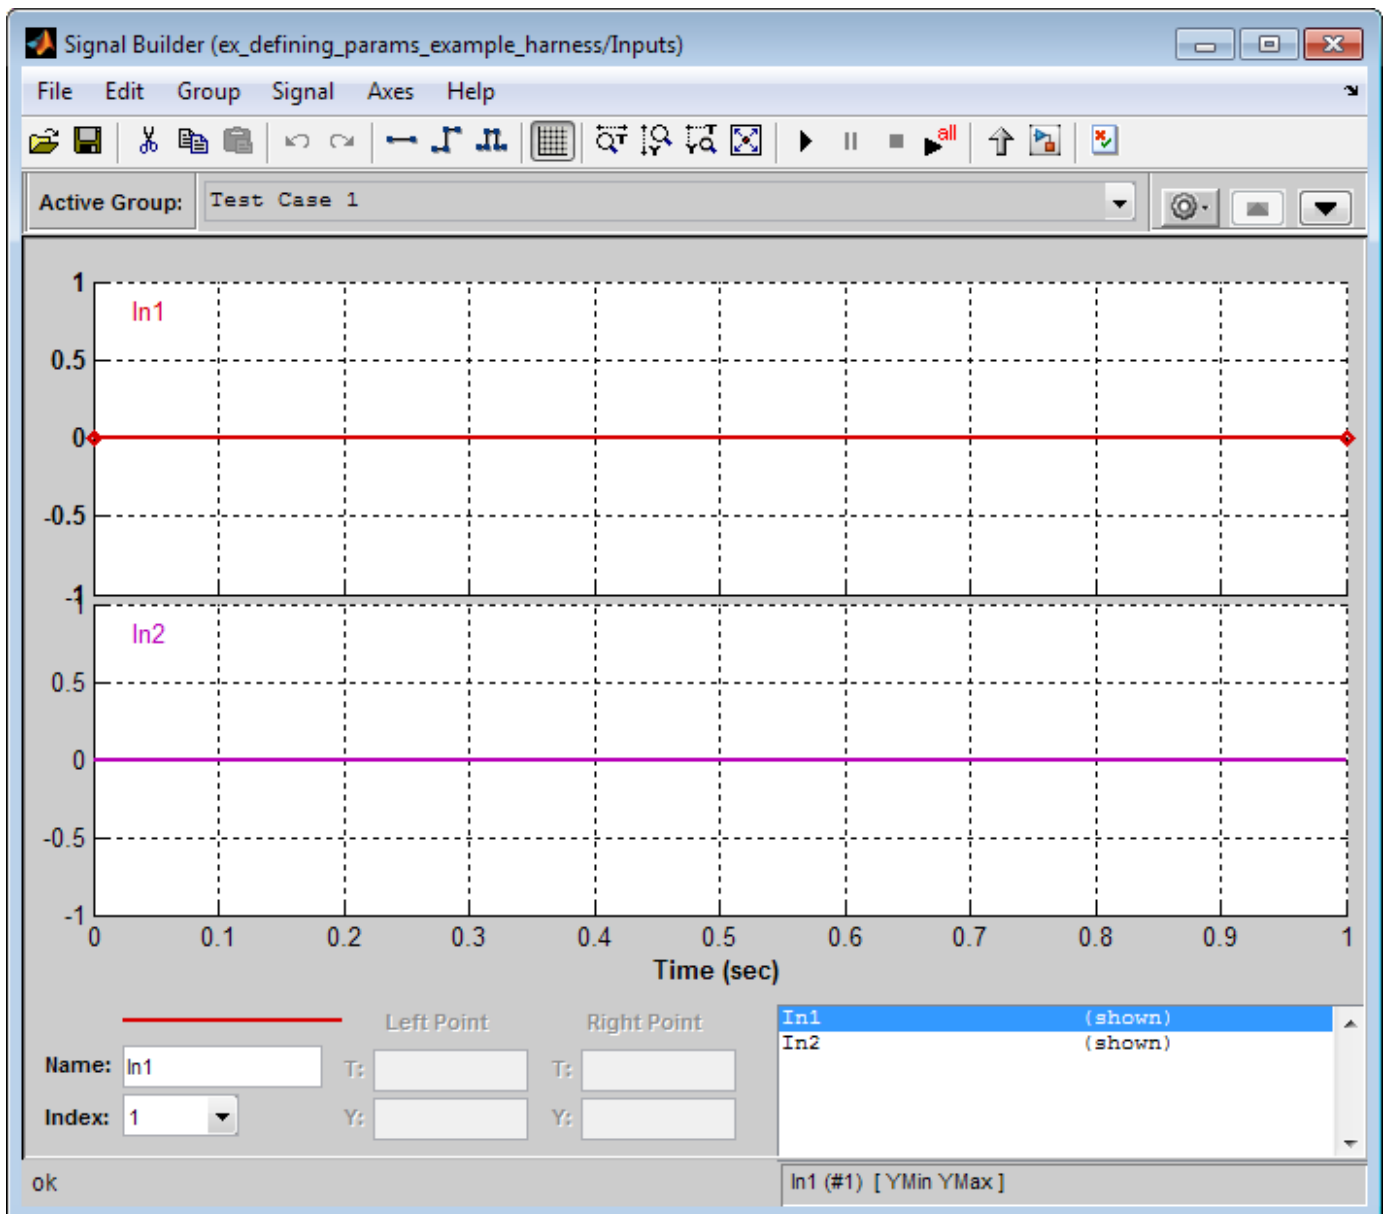 Signal Builder (ex_defining_params_example_harness/Inputs)
File Edit Group Signal Axes Help
all
Active Group: Test Case 1
1
In1
0.5
0
-0.5
-1
1
In2
0.5
0
-0.5
-1
0 0.1 0.2 0.3 0.4 0.5 0.6 0.7 0.8 0.9 1
Time (sec)
Left Point Right Point
In1 (shown)
In2 (shown)
Name: In1 T: T:
Index: 1 Y: Y:
ok
In1 (#1) [ YMin YMax ]